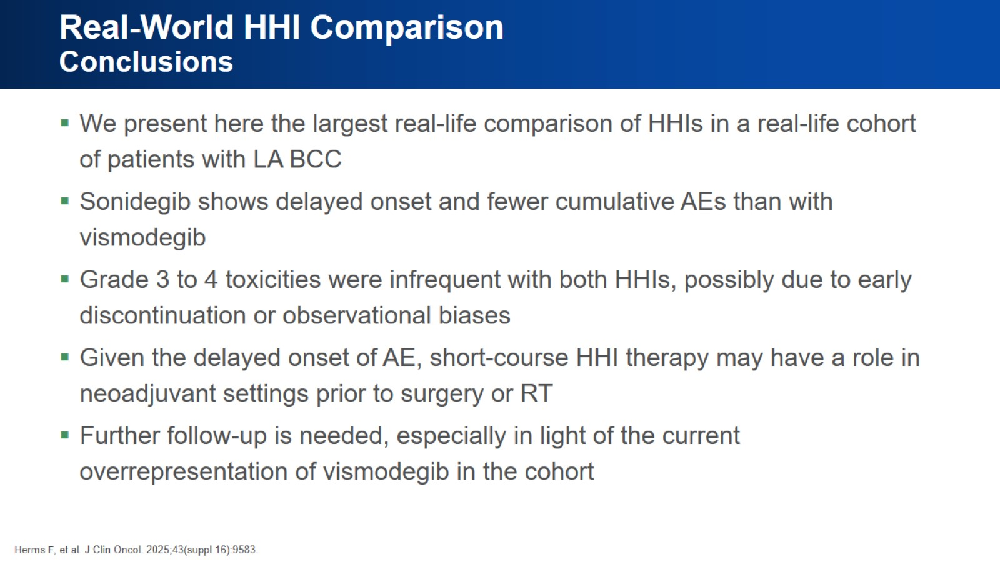 Real-World HHI Comparison
Conclusions
▪ We present here the largest real-life comparison of HHIs in a real-life cohort
of patients with LA BCC
▪ Sonidegib shows delayed onset and fewer cumulative AEs than with
vismodegib
▪ Grade 3 to 4 toxicities were infrequent with both HHIs, possibly due to early
discontinuation or observational biases
▪ Given the delayed onset of AE, short-course HHI therapy may have a role in
neoadjuvant settings prior to surgery or RT
▪ Further follow-up is needed, especially in light of the current
overrepresentation of vismodegib in the cohort
Herms F, et al. J Clin Oncol. 2025;43(suppl 16):9583.